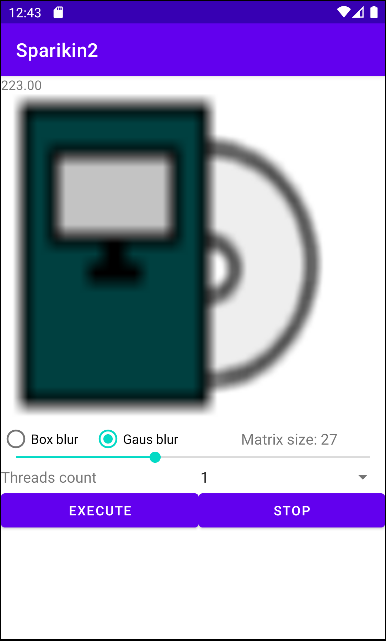 12:43
Sparikin2
223.00
Box blur Gaus blur Matrix size: 27
Threads count 1
EXECUTE STOP